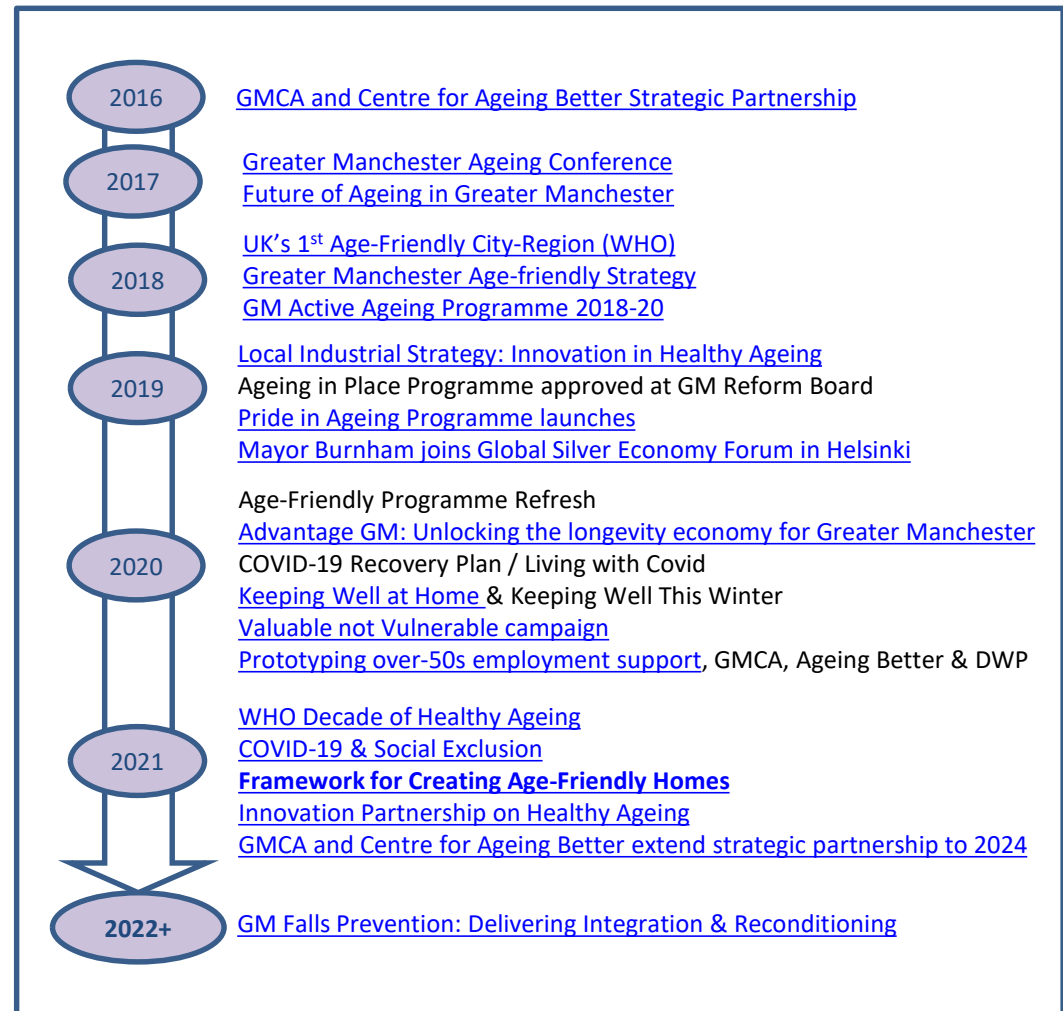 2016
GMCA and Centre for Ageing Better Strategic Partnership
2017
Greater Manchester Ageing Conference
Future of Ageing in Greater Manchester
2018
UK's 1st Age-Friendly City-Region (WHO)
Greater Manchester Age-friendly Strategy
GM Active Ageing Programme 2018-20
2019
Local Industrial Strategy: Innovation in Healthy Ageing
Ageing in Place Programme approved at GM Reform Board
Pride in Ageing Programme launches
Mayor Burnham joins Global Silver Economy Forum in Helsinki
2020
Age-Friendly Programme Refresh
Advantage GM: Unlocking the longevity economy for Greater Manchester
COVID-19 Recovery Plan / Living with Covid
Keeping Well at Home & Keeping Well This Winter
Valuable not Vulnerable campaign
Prototyping over-50s employment support, GMCA, Ageing Better & DWP
2021
WHO Decade of Healthy Ageing
COVID-19 & Social Exclusion
Framework for Creating Age-Friendly Homes
Innovation Partnership on Healthy Ageing
GMCA and Centre for Ageing Better extend strategic partnership to 2024
2022+
GM Falls Prevention: Delivering Integration & Reconditioning